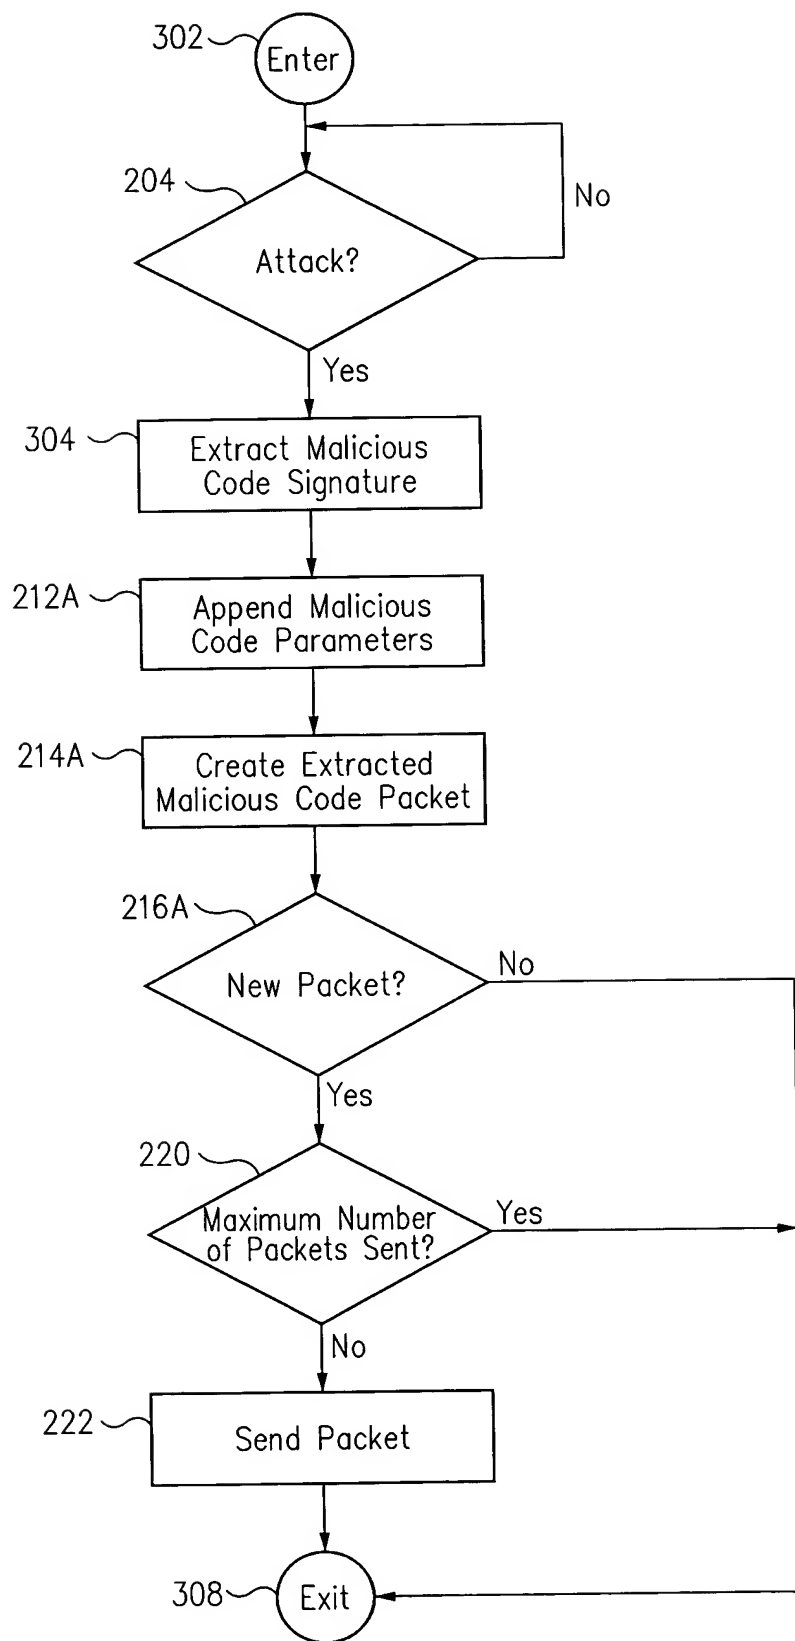 302
Enter
204
No
Attack?
Yes
304
Extract Malicious
Code Signature
212A
Append Malicious
Code Parameters
214A
Create Extracted
Malicious Code Packet
216A
No
New Packet?
Yes
220
Yes
Maximum Number
of Packets Sent?
No
222
Send Packet
308
Exit